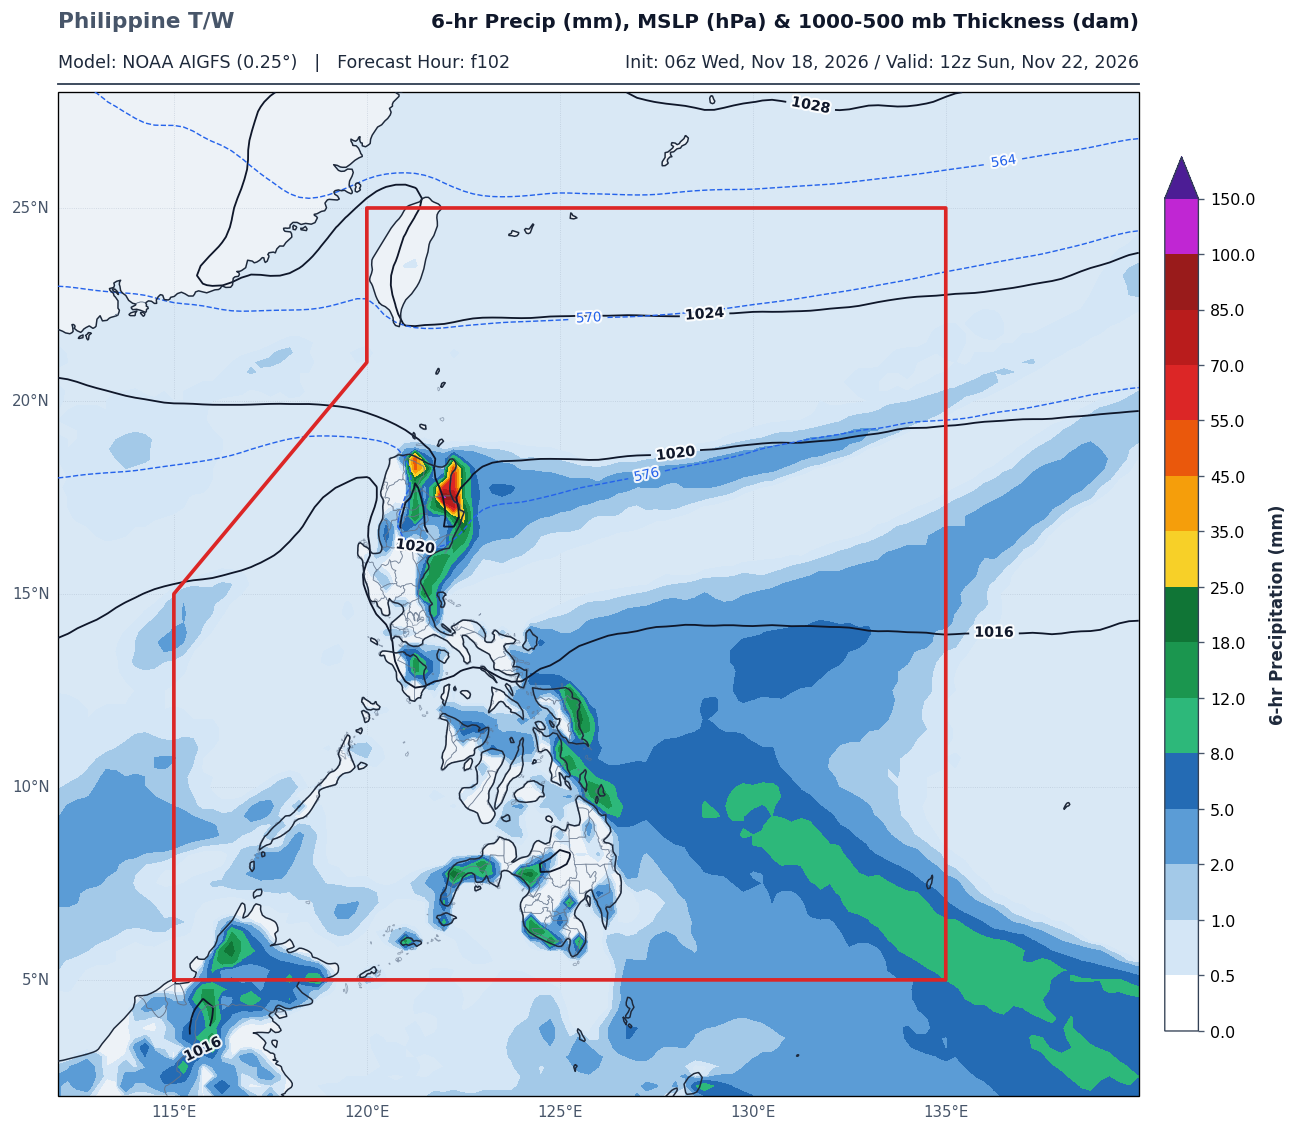 Philippine T/W
6-hr Precip (mm), MSLP (hPa) & 1000-500 mb Thickness (dam)
Model: NOAA AIGFS (0.25°) | Forecast Hour: f102
Init: 06z Wed, Nov 18, 2026 / Valid: 12z Sun, Nov 22, 2026
1028
564
25°N
1024
570
20°N
1020
576
1020
15°N
1016
10°N
5°N
1016
115°E
120°E
125°E
130°E
135°E
150.0
100.0
85.0
70.0
55.0
45.0
35.0
25.0
18.0
12.0
8.0
5.0
2.0
1.0
0.5
0.0
6-hr Precipitation (mm)